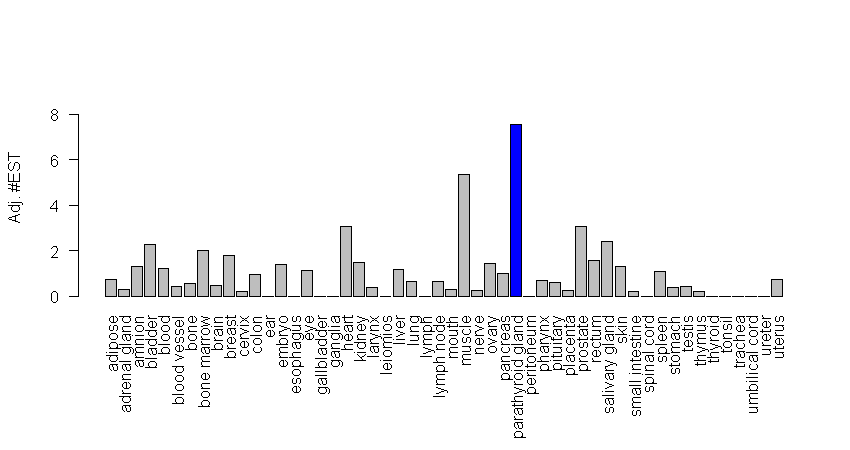 8
6
4
2
0
Adj. #EST
adipose
adrenal gland
amnion
bladder
blood
blood vessel
bone
bone marrow
brain
breast
cervix
colon
ear
embryo
esophagus
eye
gallbladder
ganglia
heart
kidney
larynx
leiomios
liver
lung
lymph
lymph node
mouth
muscle
nerve
ovary
pancreas
parathyroid gland
peritoneum
pharynx
pituitary
placenta
prostate
rectum
salivary gland
skin
small intestine
spinal cord
spleen
stomach
testis
thymus
thyroid
tonsil
trachea
umbilical cord
ureter
uterus